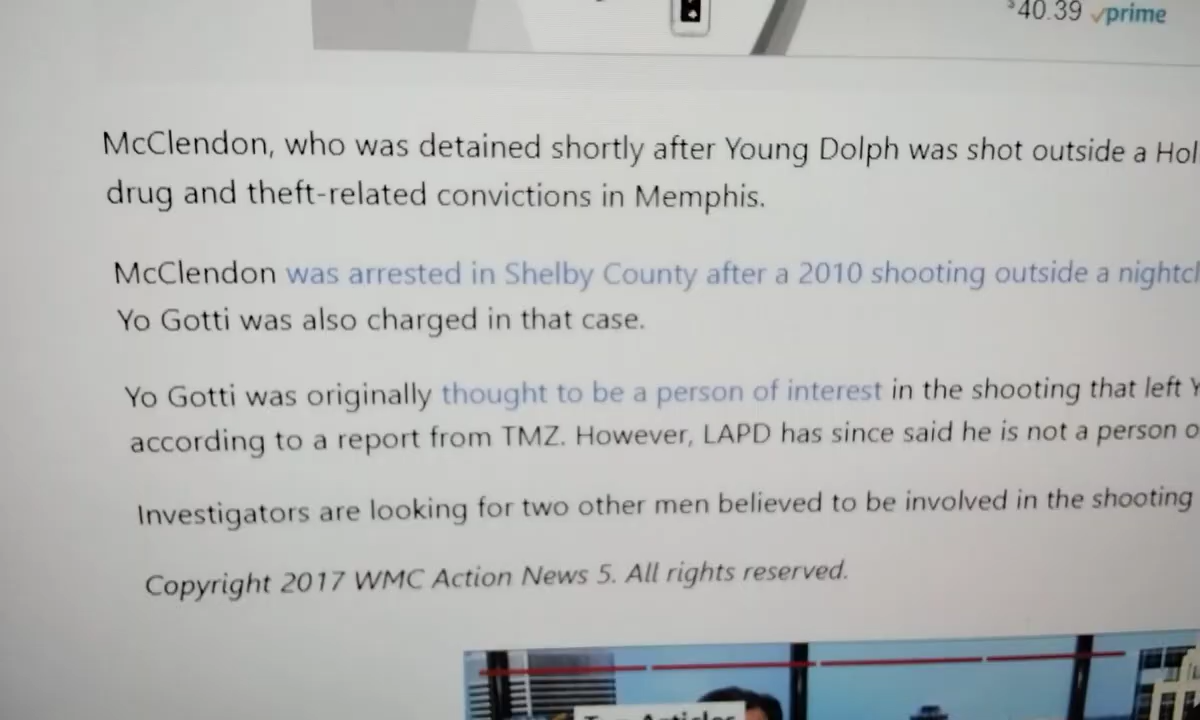 $40.39 prime
McClendon, who was detained shortly after Young Dolph was shot outside a
drug and theft-related convictions in Memphis.
McClendon was arrested in Shelby County after a 2010 shooting outside a
Yo Gotti was also charged in that case.
Yo Gotti was originally thought to be a person of interest in the shooting that left
according to a report from TMZ. However, LAPD has since said he is not a person
Investigators are looking for two other men believed to be involved in the shooting
Copyright 2017 WMC Action News 5. All rights reserved.